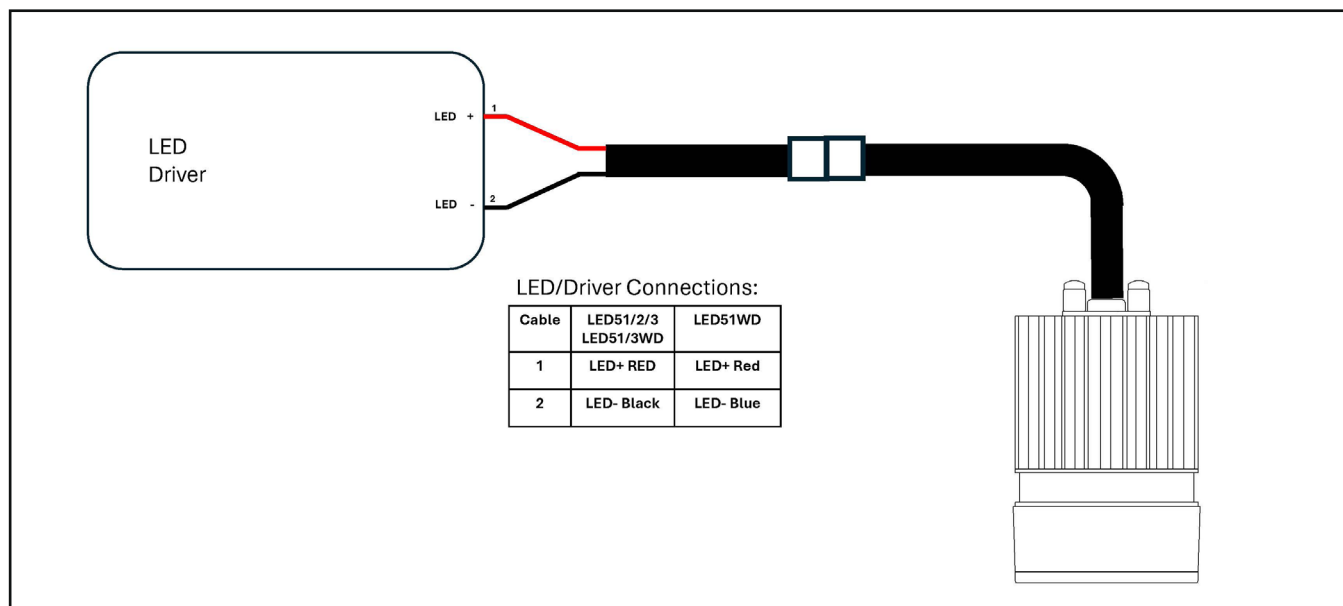 LED + 1
LED
Driver
LED - 2
LED/Driver Connections:
Cable LED51/2/3 LED51WD
LED51/3WD
1 LED+ RED LED+ Red
2 LED- Black LED- Blue